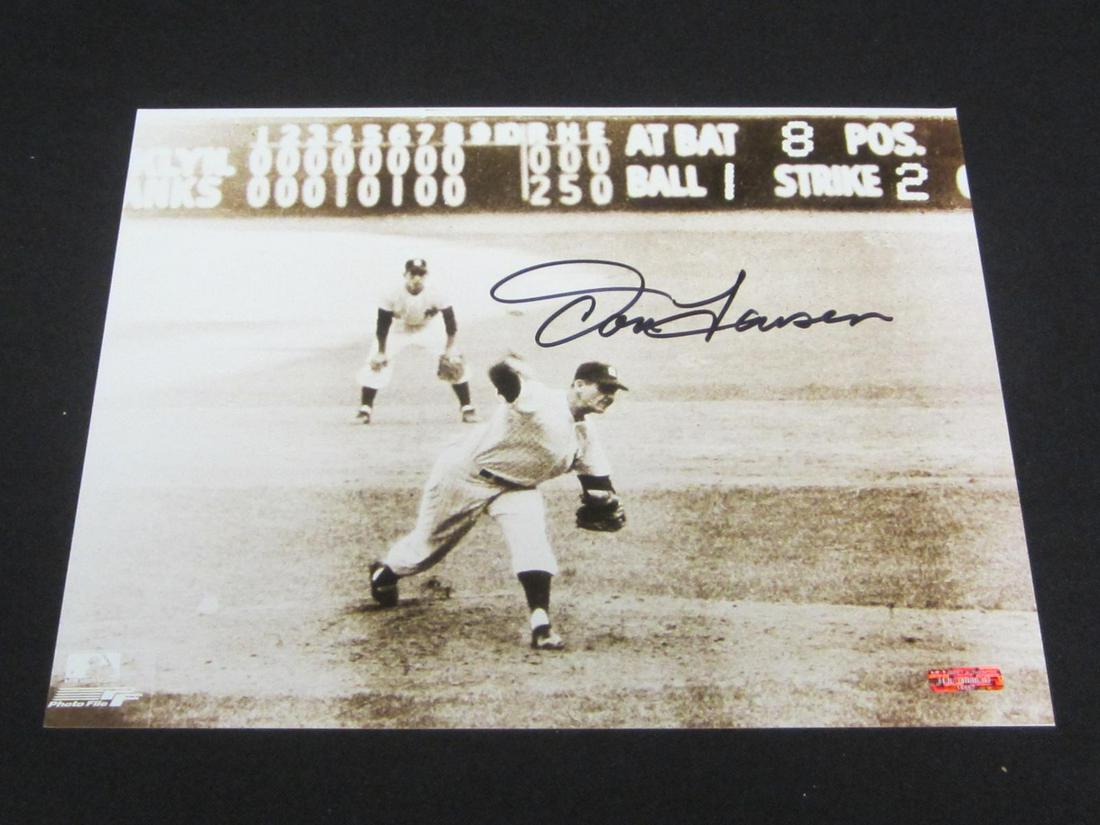 1 2 3 4 5 6 7 8 9 10 R H E AT BAT 8 POS.
KLYN. 0 0 0 0 0 0 0 0 0 0 0 BALL 1 STRIKE 2
ANKS 0 0 0 1 0 1 0 0 2 5 0
Don Larsen
Photo File